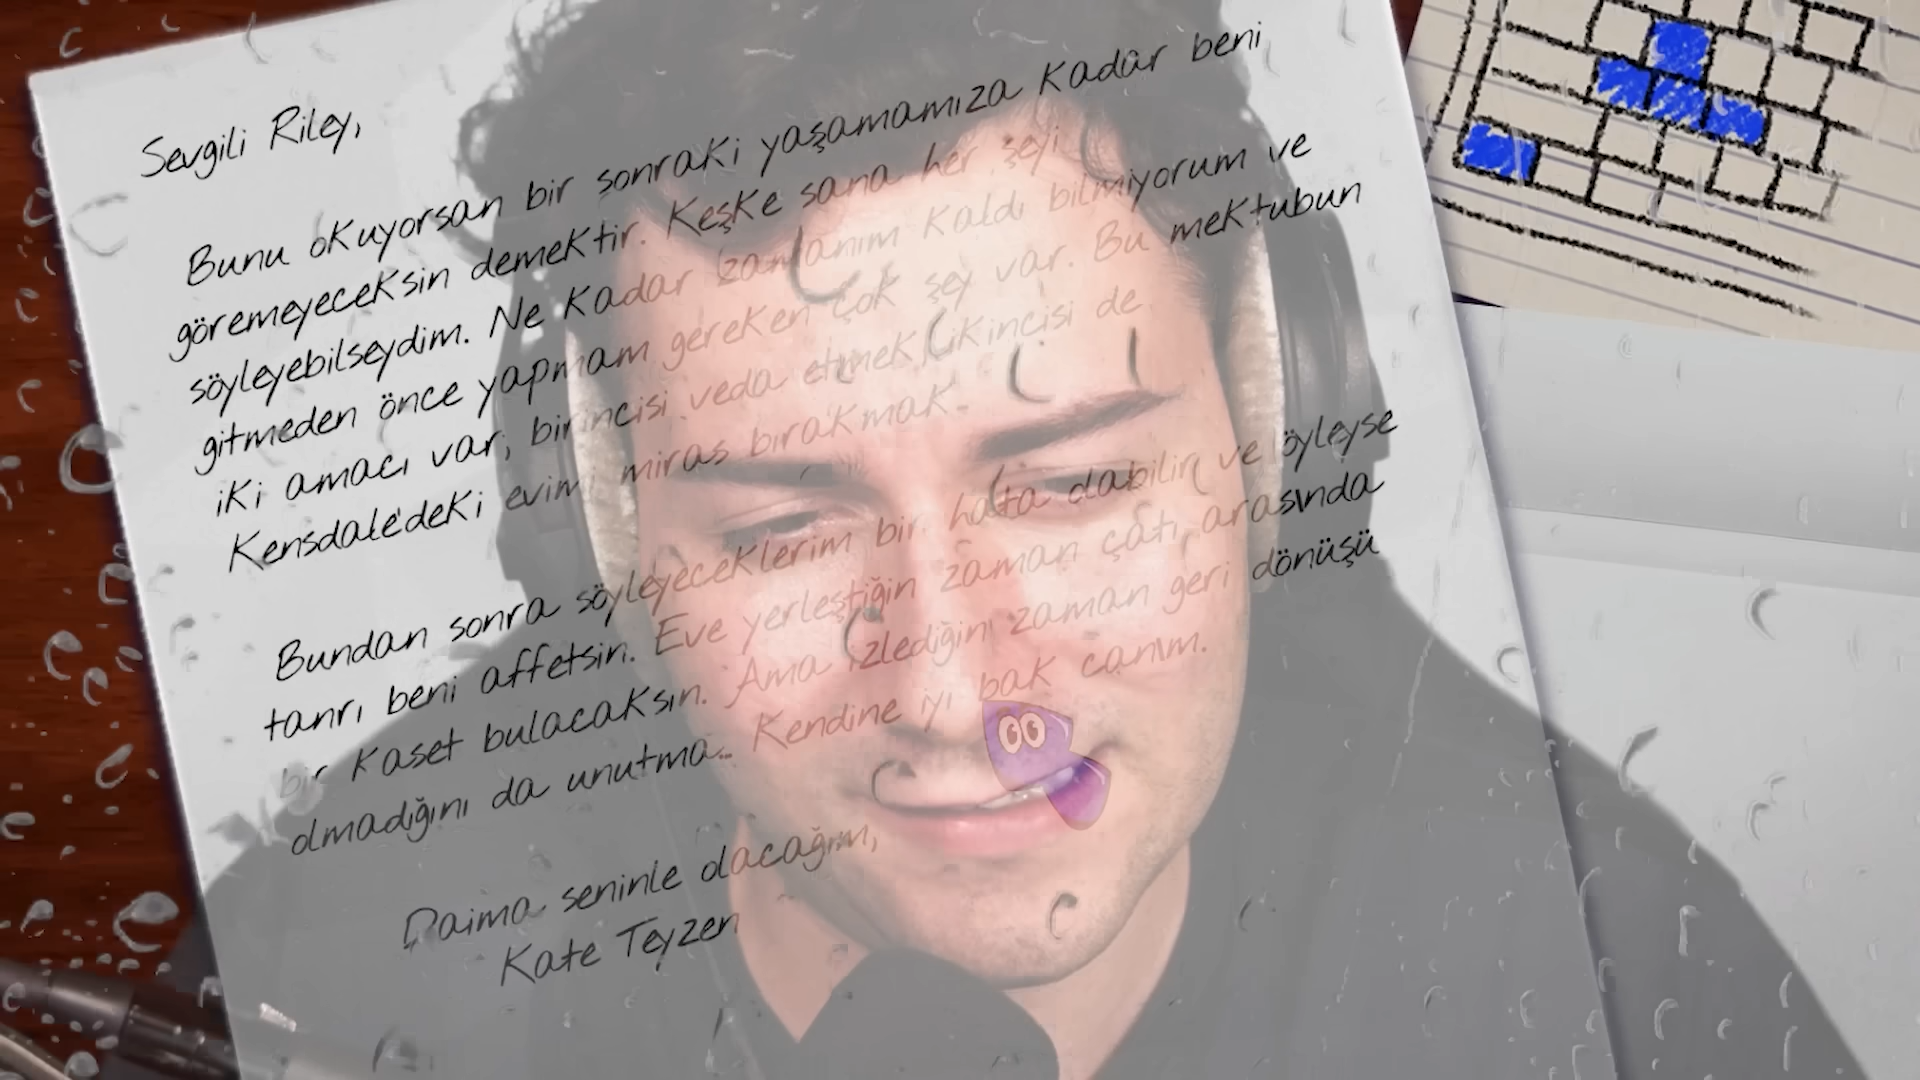 Sevgili Riley,
Bunu okuyorsan bir sonraki yaşamamıza kadar beni
göremeyeceksin demektir. Keşke sana her şeyi
söyleyebilseydim. Ne kadar zamanım kaldı bilmiyorum ve
gitmeden önce yapmam gereken çok şey var. Bu mektubun
iki amacı var, birincisi veda etmek, ikincisi de
Kensdale'deki evimi miras bırakmak.
Bundan sonra söyleyeceklerim bir hata olabilir ve öyleyse
tanrı beni affetsin. Eve yerleştiğin zaman çatı arasında
bir kaset bulacaksın. Ama izlediğini zaman geri dönüşü
olmadığını da unutma.. Kendine iyi bak canım.
Daima seninle olacağım,
Kate Teyzen